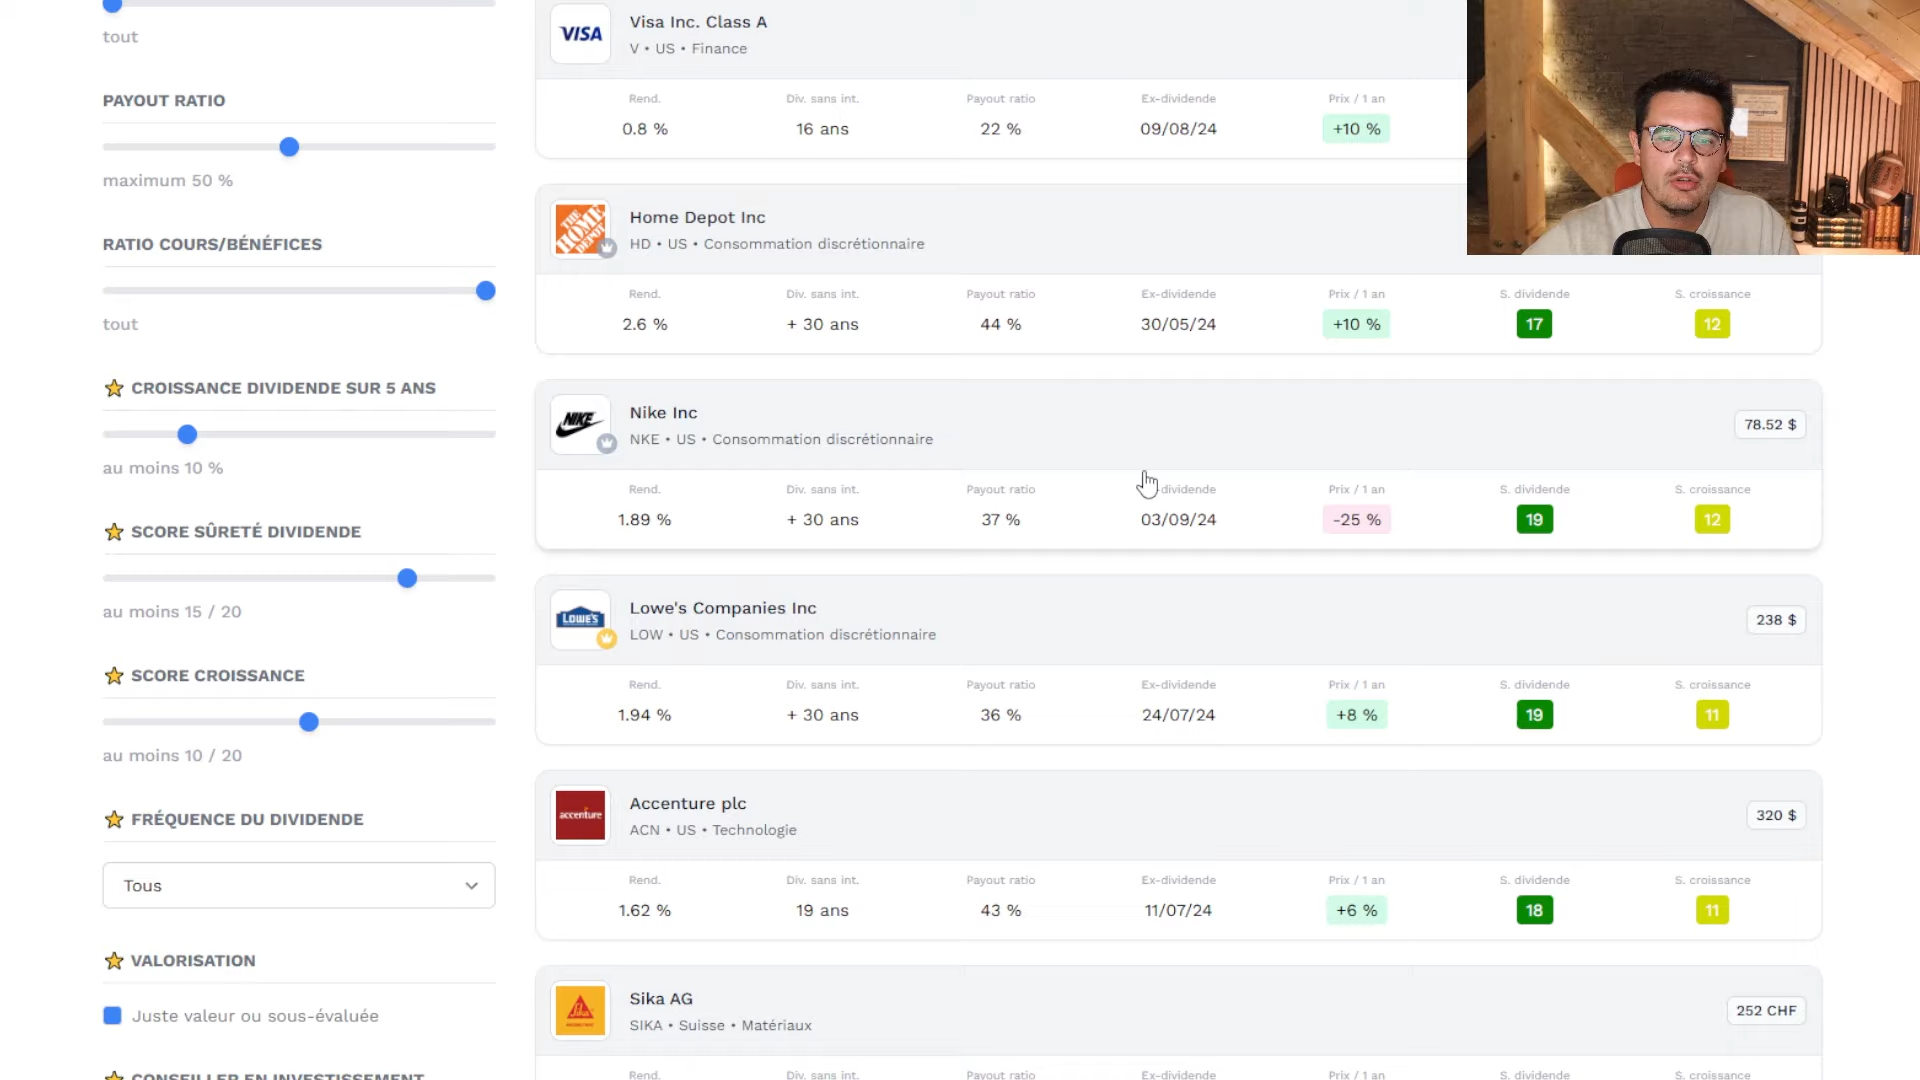 tout
PAYOUT RATIO
maximum 50 %
RATIO COURS/BÉNÉFICES
tout
CROISSANCE DIVIDENDE SUR 5 ANS
au moins 10 %
SCORE SÛRETÉ DIVIDENDE
au moins 15 / 20
SCORE CROISSANCE
au moins 10 / 20
FRÉQUENCE DU DIVIDENDE
Tous
VALORISATION
Juste valeur ou sous-évaluée
CONSEILLER EN INVESTISSEMENT
VISA
Visa Inc. Class A
V • US • Finance
Rend. Div. sans int. Payout ratio Ex-dividende Prix / 1 an
0.8 % 16 ans 22 % 09/08/24 +10 %
THE HOME DEPOT
Home Depot Inc
HD • US • Consommation discrétionnaire
Rend. Div. sans int. Payout ratio Ex-dividende Prix / 1 an S. dividende S. croissance
2.6 % + 30 ans 44 % 30/05/24 +10 % 17 12
NIKE
Nike Inc
NKE • US • Consommation discrétionnaire
78.52 $
Rend. Div. sans int. Payout ratio dividende Prix / 1 an S. dividende S. croissance
1.89 % + 30 ans 37 % 03/09/24 -25 % 19 12
LOWE'S
Lowe's Companies Inc
LOW • US • Consommation discrétionnaire
238 $
Rend. Div. sans int. Payout ratio Ex-dividende Prix / 1 an S. dividende S. croissance
1.94 % + 30 ans 36 % 24/07/24 +8 % 19 11
accenture
Accenture plc
ACN • US • Technologie
320 $
Rend. Div. sans int. Payout ratio Ex-dividende Prix / 1 an S. dividende S. croissance
1.62 % 19 ans 43 % 11/07/24 +6 % 18 11
Sika
Sika AG
SIKA • Suisse • Matériaux
252 CHF
Rend. Div. sans int. Payout ratio Ex-dividende Prix / 1 an S. dividende S. croissance